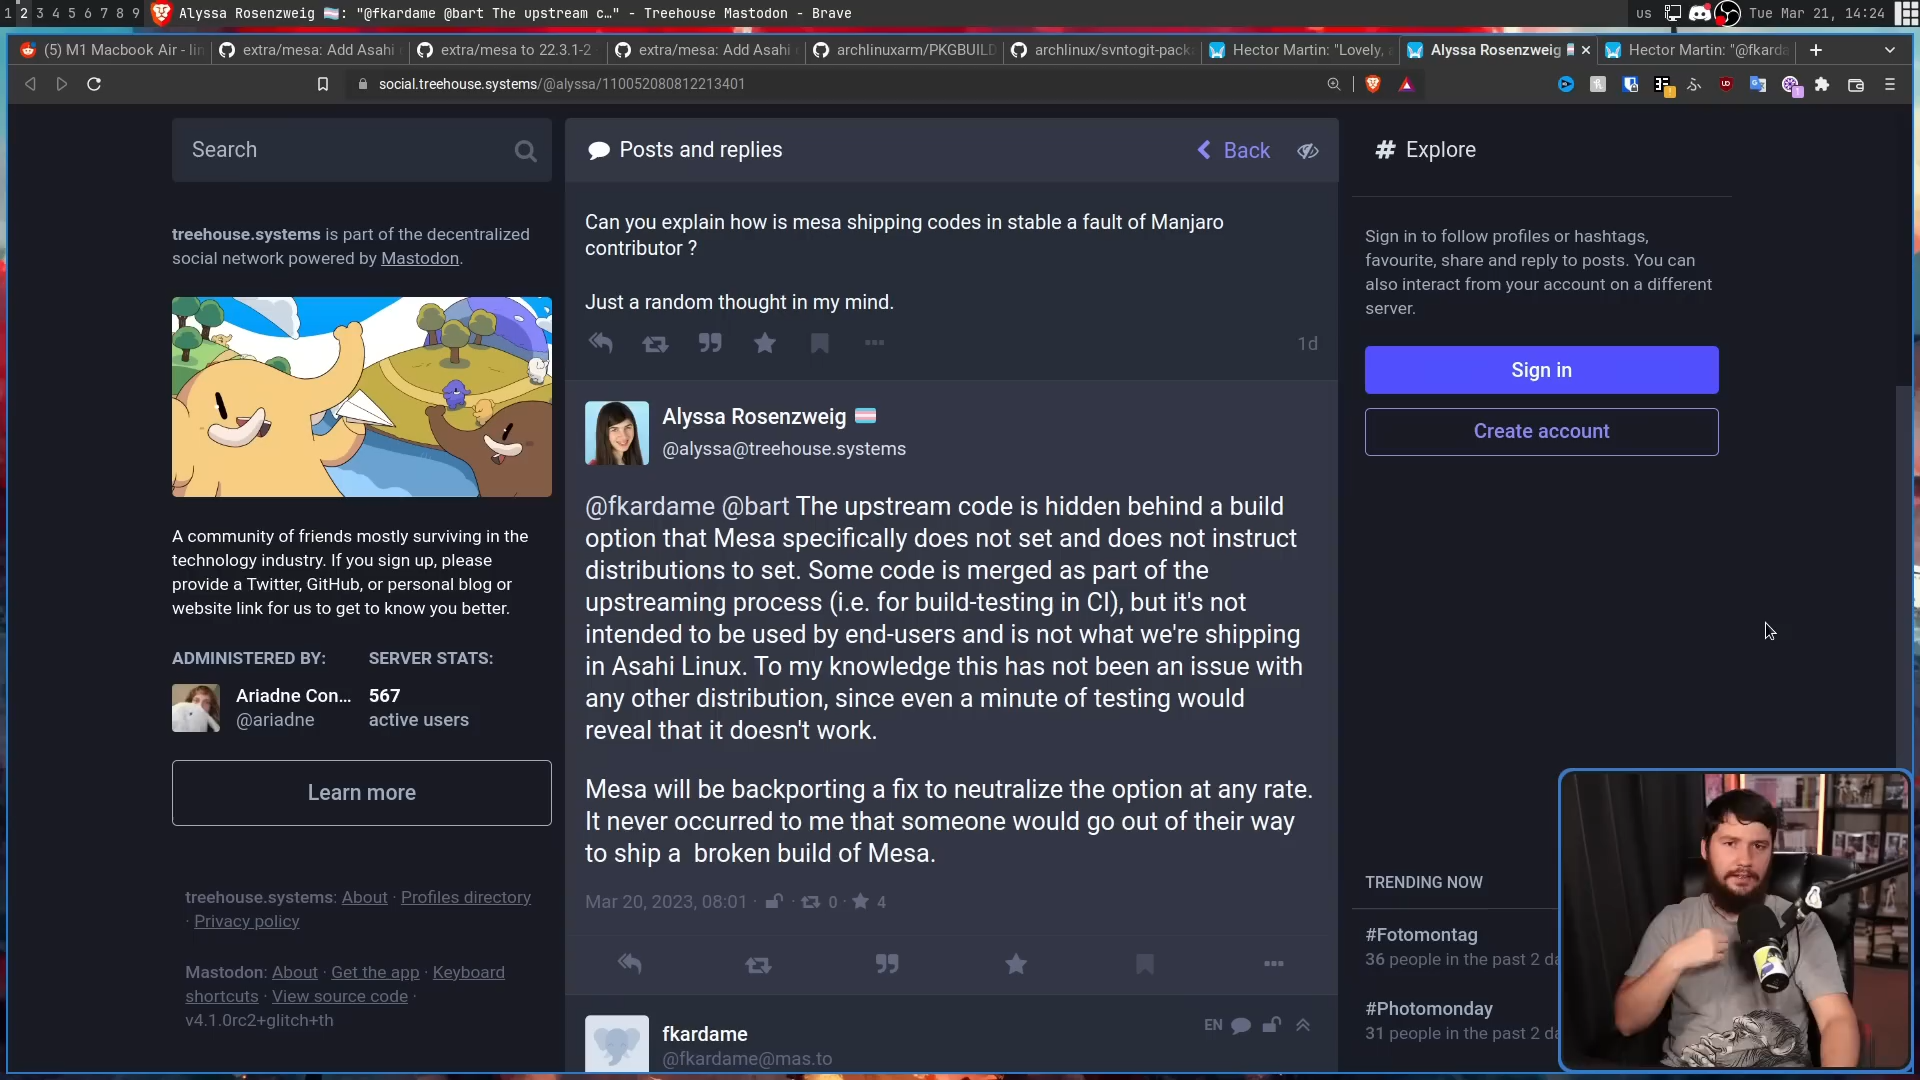 1 2 3 4 5 6 7 8 9 Alyssa Rosenzweig 🏳️‍⚧️: "@fkardame @bart The upstream c…" - Treehouse Mastodon - Brave us Tue Mar 21, 14:24
(5) M1 Macbook Air - lin extra/mesa: Add Asahi extra/mesa to 22.3.1-2 extra/mesa: Add Asahi archlinuxarm/PKGBUILD archlinux/svntogit-pack Hector Martin: "Lovely, Alyssa Rosenzweig Hector Martin: "@fkarda
social.treehouse.systems/@alyssa/110052080812213401
Search
treehouse.systems is part of the decentralized
social network powered by Mastodon.
A community of friends mostly surviving in the
technology industry. If you sign up, please
provide a Twitter, GitHub, or personal blog or
website link for us to get to know you better.
ADMINISTERED BY: SERVER STATS:
Ariadne Con... 567
@ariadne active users
Learn more
treehouse.systems: About · Profiles directory
· Privacy policy
Mastodon: About · Get the app · Keyboard
shortcuts · View source code ·
v4.1.0rc2+glitch+th
Posts and replies Back
Can you explain how is mesa shipping codes in stable a fault of Manjaro
contributor ?
Just a random thought in my mind.
1d
Alyssa Rosenzweig 🏳️‍⚧️
@alyssa@treehouse.systems
@fkardame @bart The upstream code is hidden behind a build
option that Mesa specifically does not set and does not instruct
distributions to set. Some code is merged as part of the
upstreaming process (i.e. for build-testing in CI), but it's not
intended to be used by end-users and is not what we're shipping
in Asahi Linux. To my knowledge this has not been an issue with
any other distribution, since even a minute of testing would
reveal that it doesn't work.
Mesa will be backporting a fix to neutralize the option at any rate.
It never occurred to me that someone would go out of their way
to ship a broken build of Mesa.
Mar 20, 2023, 08:01 · · 0 · 4
fkardame EN
@fkardame@mas.to
# Explore
Sign in to follow profiles or hashtags,
favourite, share and reply to posts. You can
also interact from your account on a different
server.
Sign in
Create account
TRENDING NOW
#Fotomontag
36 people in the past 2 da
#Photomonday
31 people in the past 2 da